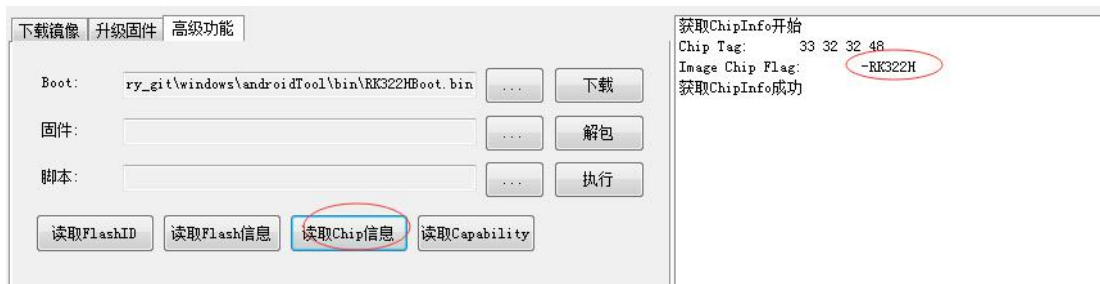 下载镜像 升级固件 高级功能
Boot: ry_git\windows\androidTool\bin\RK322HBoot.bin ... 下载
固件: ... 解包
脚本: ... 执行
读取FlashID 读取Flash信息 读取Chip信息 读取Capability
获取ChipInfo开始
Chip Tag: 33 32 32 48
Image Chip Flag: -RK322H
获取ChipInfo成功